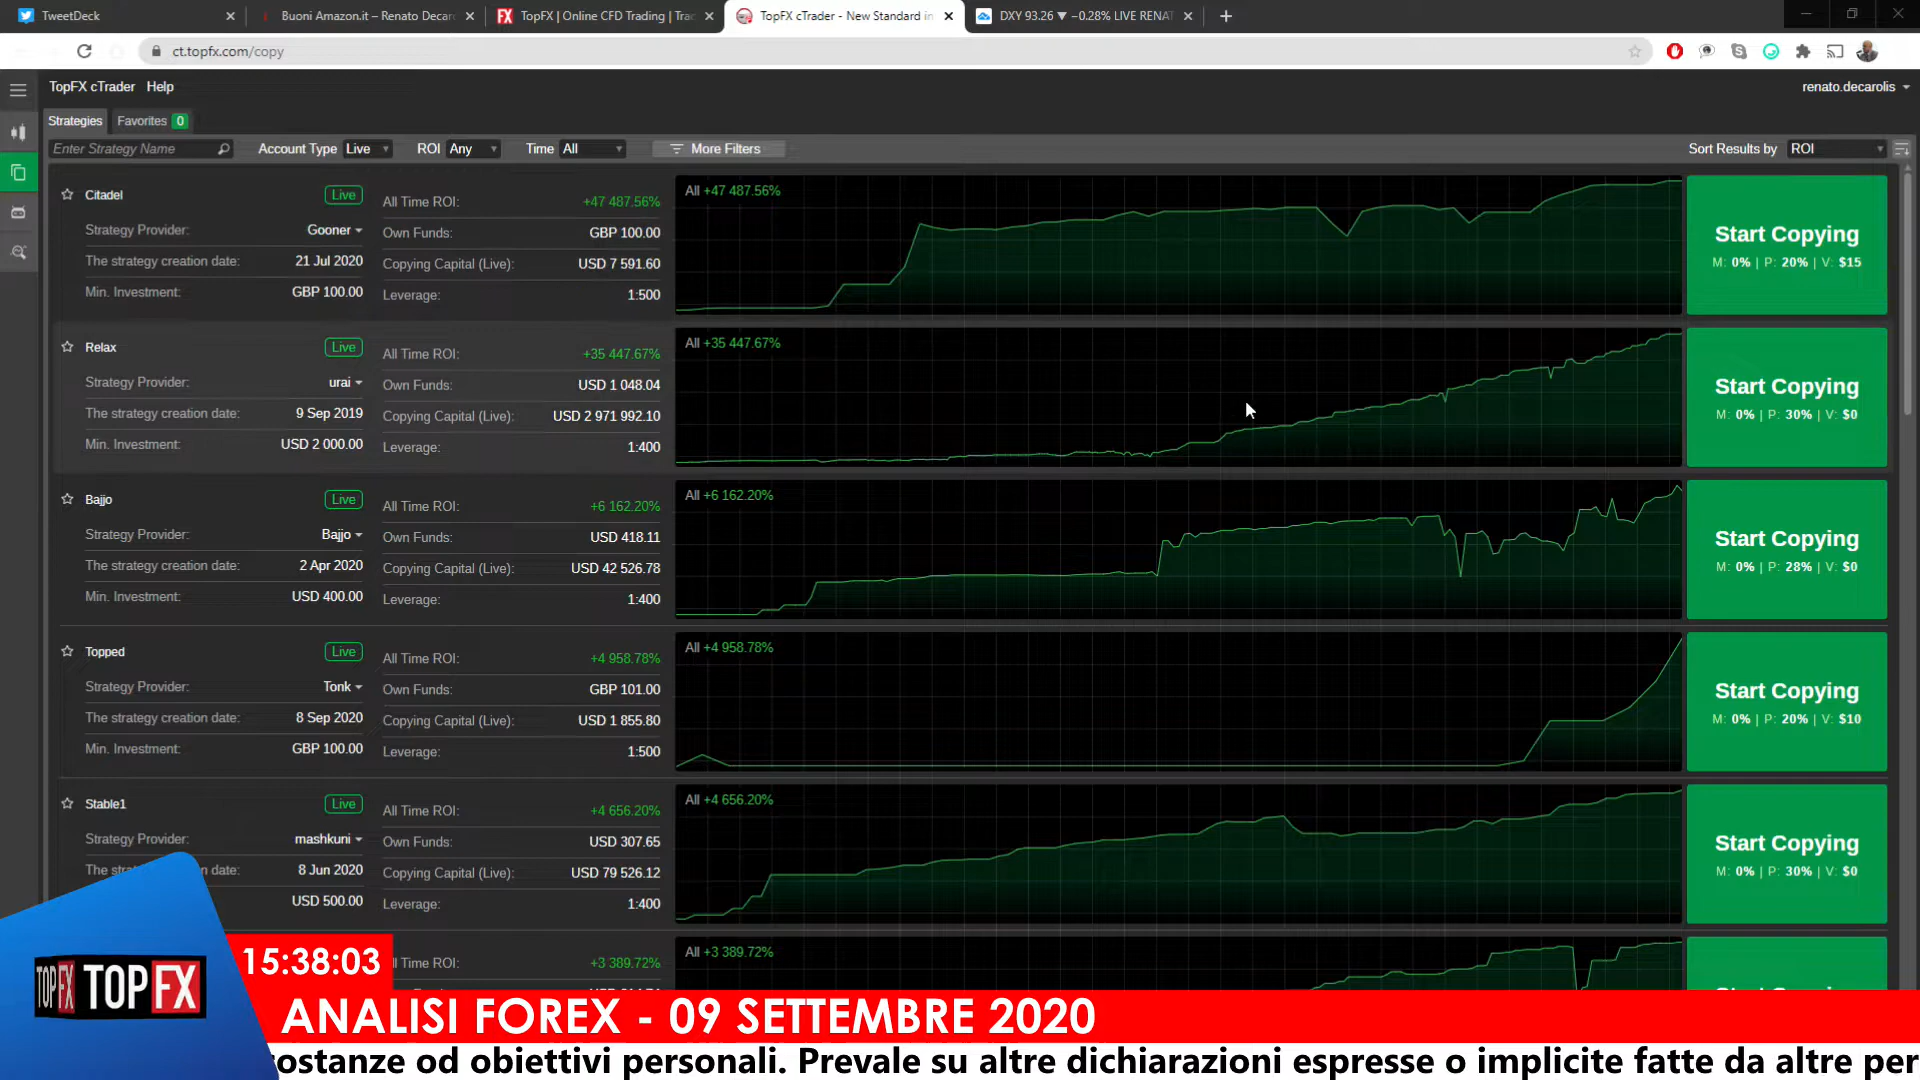 TweetDeck
Buoni Amazon.it – Renato Decaro
TopFX | Online CFD Trading | Tra
TopFX cTrader - New Standard in
DXY 93.26 ▼ −0.28% LIVE RENAT
ct.topfx.com/copy
TopFX cTrader Help
renato.decarolis
Strategies Favorites 0
Enter Strategy Name Account Type Live ROI Any Time All More Filters Sort Results by ROI
Citadel Live
Strategy Provider: Gooner
The strategy creation date: 21 Jul 2020
Min. Investment: GBP 100.00
All Time ROI: +47 487.56%
Own Funds: GBP 100.00
Copying Capital (Live): USD 7 591.60
Leverage: 1:500
All +47 487.56%
Start Copying
M: 0% | P: 20% | V: $15
Relax Live
Strategy Provider: urai
The strategy creation date: 9 Sep 2019
Min. Investment: USD 2 000.00
All Time ROI: +35 447.67%
Own Funds: USD 1 048.04
Copying Capital (Live): USD 2 971 992.10
Leverage: 1:400
All +35 447.67%
Start Copying
M: 0% | P: 30% | V: $0
Bajjo Live
Strategy Provider: Bajjo
The strategy creation date: 2 Apr 2020
Min. Investment: USD 400.00
All Time ROI: +6 162.20%
Own Funds: USD 418.11
Copying Capital (Live): USD 42 526.78
Leverage: 1:400
All +6 162.20%
Start Copying
M: 0% | P: 28% | V: $0
Topped Live
Strategy Provider: Tonk
The strategy creation date: 8 Sep 2020
Min. Investment: GBP 100.00
All Time ROI: +4 958.78%
Own Funds: GBP 101.00
Copying Capital (Live): USD 1 855.80
Leverage: 1:500
All +4 958.78%
Start Copying
M: 0% | P: 20% | V: $10
Stable1 Live
Strategy Provider: mashkuni
The strategy creation date: 8 Jun 2020
USD 500.00
All Time ROI: +4 656.20%
Own Funds: USD 307.65
Copying Capital (Live): USD 79 526.12
Leverage: 1:400
All +4 656.20%
Start Copying
M: 0% | P: 30% | V: $0
ll Time ROI: +3 389.72%
All +3 389.72%
TOPFX TOPFX
15:38:03
ANALISI FOREX - 09 SETTEMBRE 2020
ostanze od obiettivi personali. Prevale su altre dichiarazioni espresse o implicite fatte da altre per